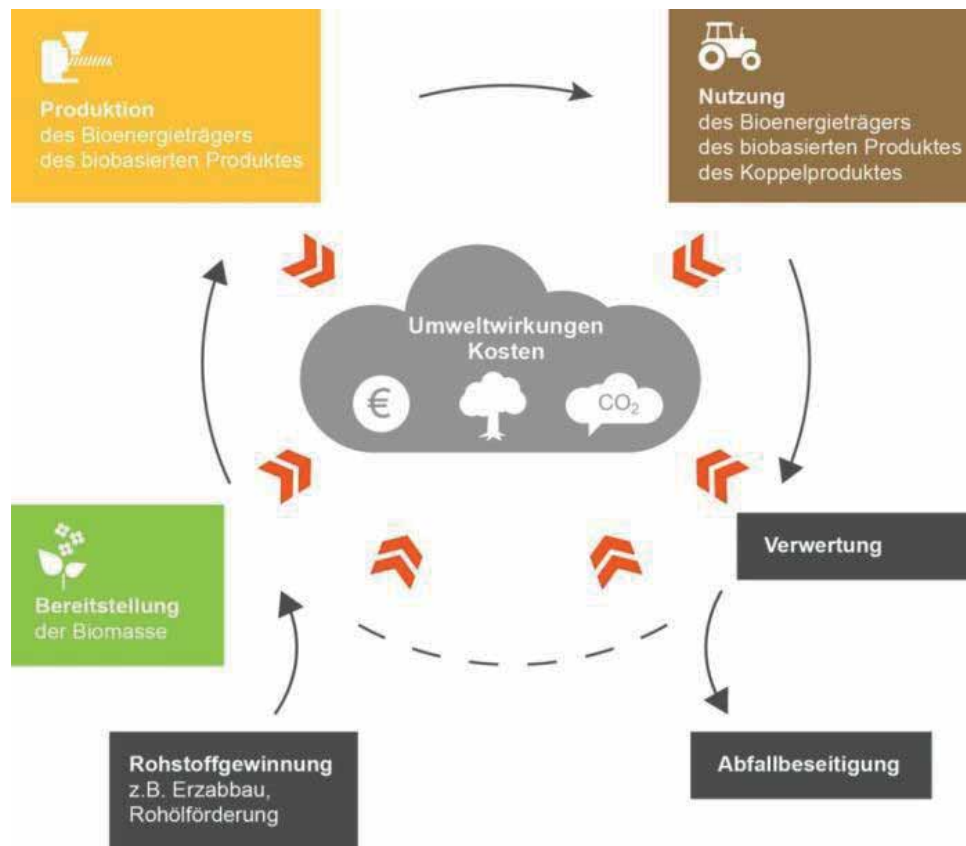 Produktion
des Bioenergieträgers
des biobasierten Produktes
Nutzung
des Bioenergieträgers
des biobasierten Produktes
des Koppelproduktes
Umweltwirkungen
Kosten
€
CO₂
Bereitstellung
der Biomasse
Verwertung
Rohstoffgewinnung
z.B. Erzabbau,
Rohölförderung
Abfallbeseitigung